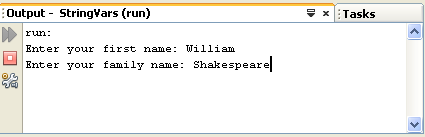 Output - StringVars (run)
Tasks
run:
Enter your first name: William
Enter your family name: Shakespeare